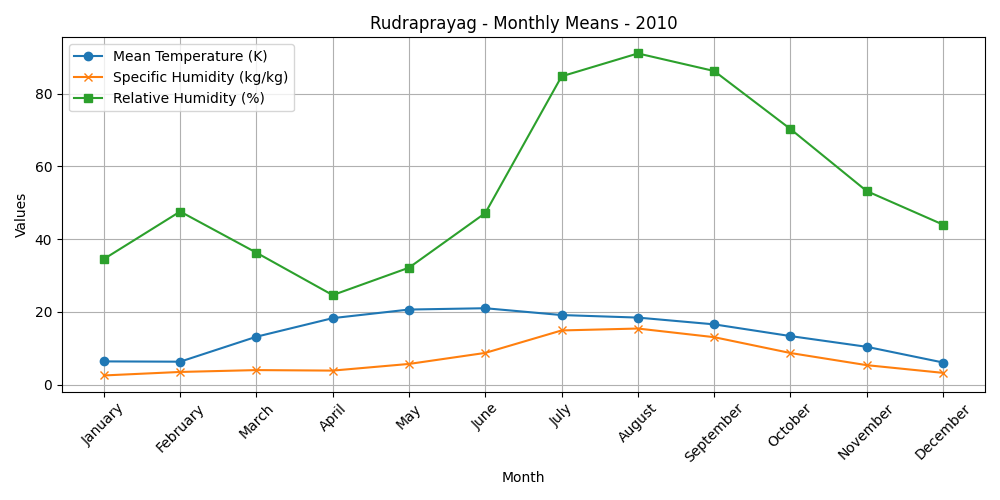 Rudraprayag - Monthly Means - 2010
Mean Temperature (K)
Specific Humidity (kg/kg)
Relative Humidity (%)
Values
80
60
40
20
0
January
February
March
April
May
June
July
August
September
October
November
December
Month